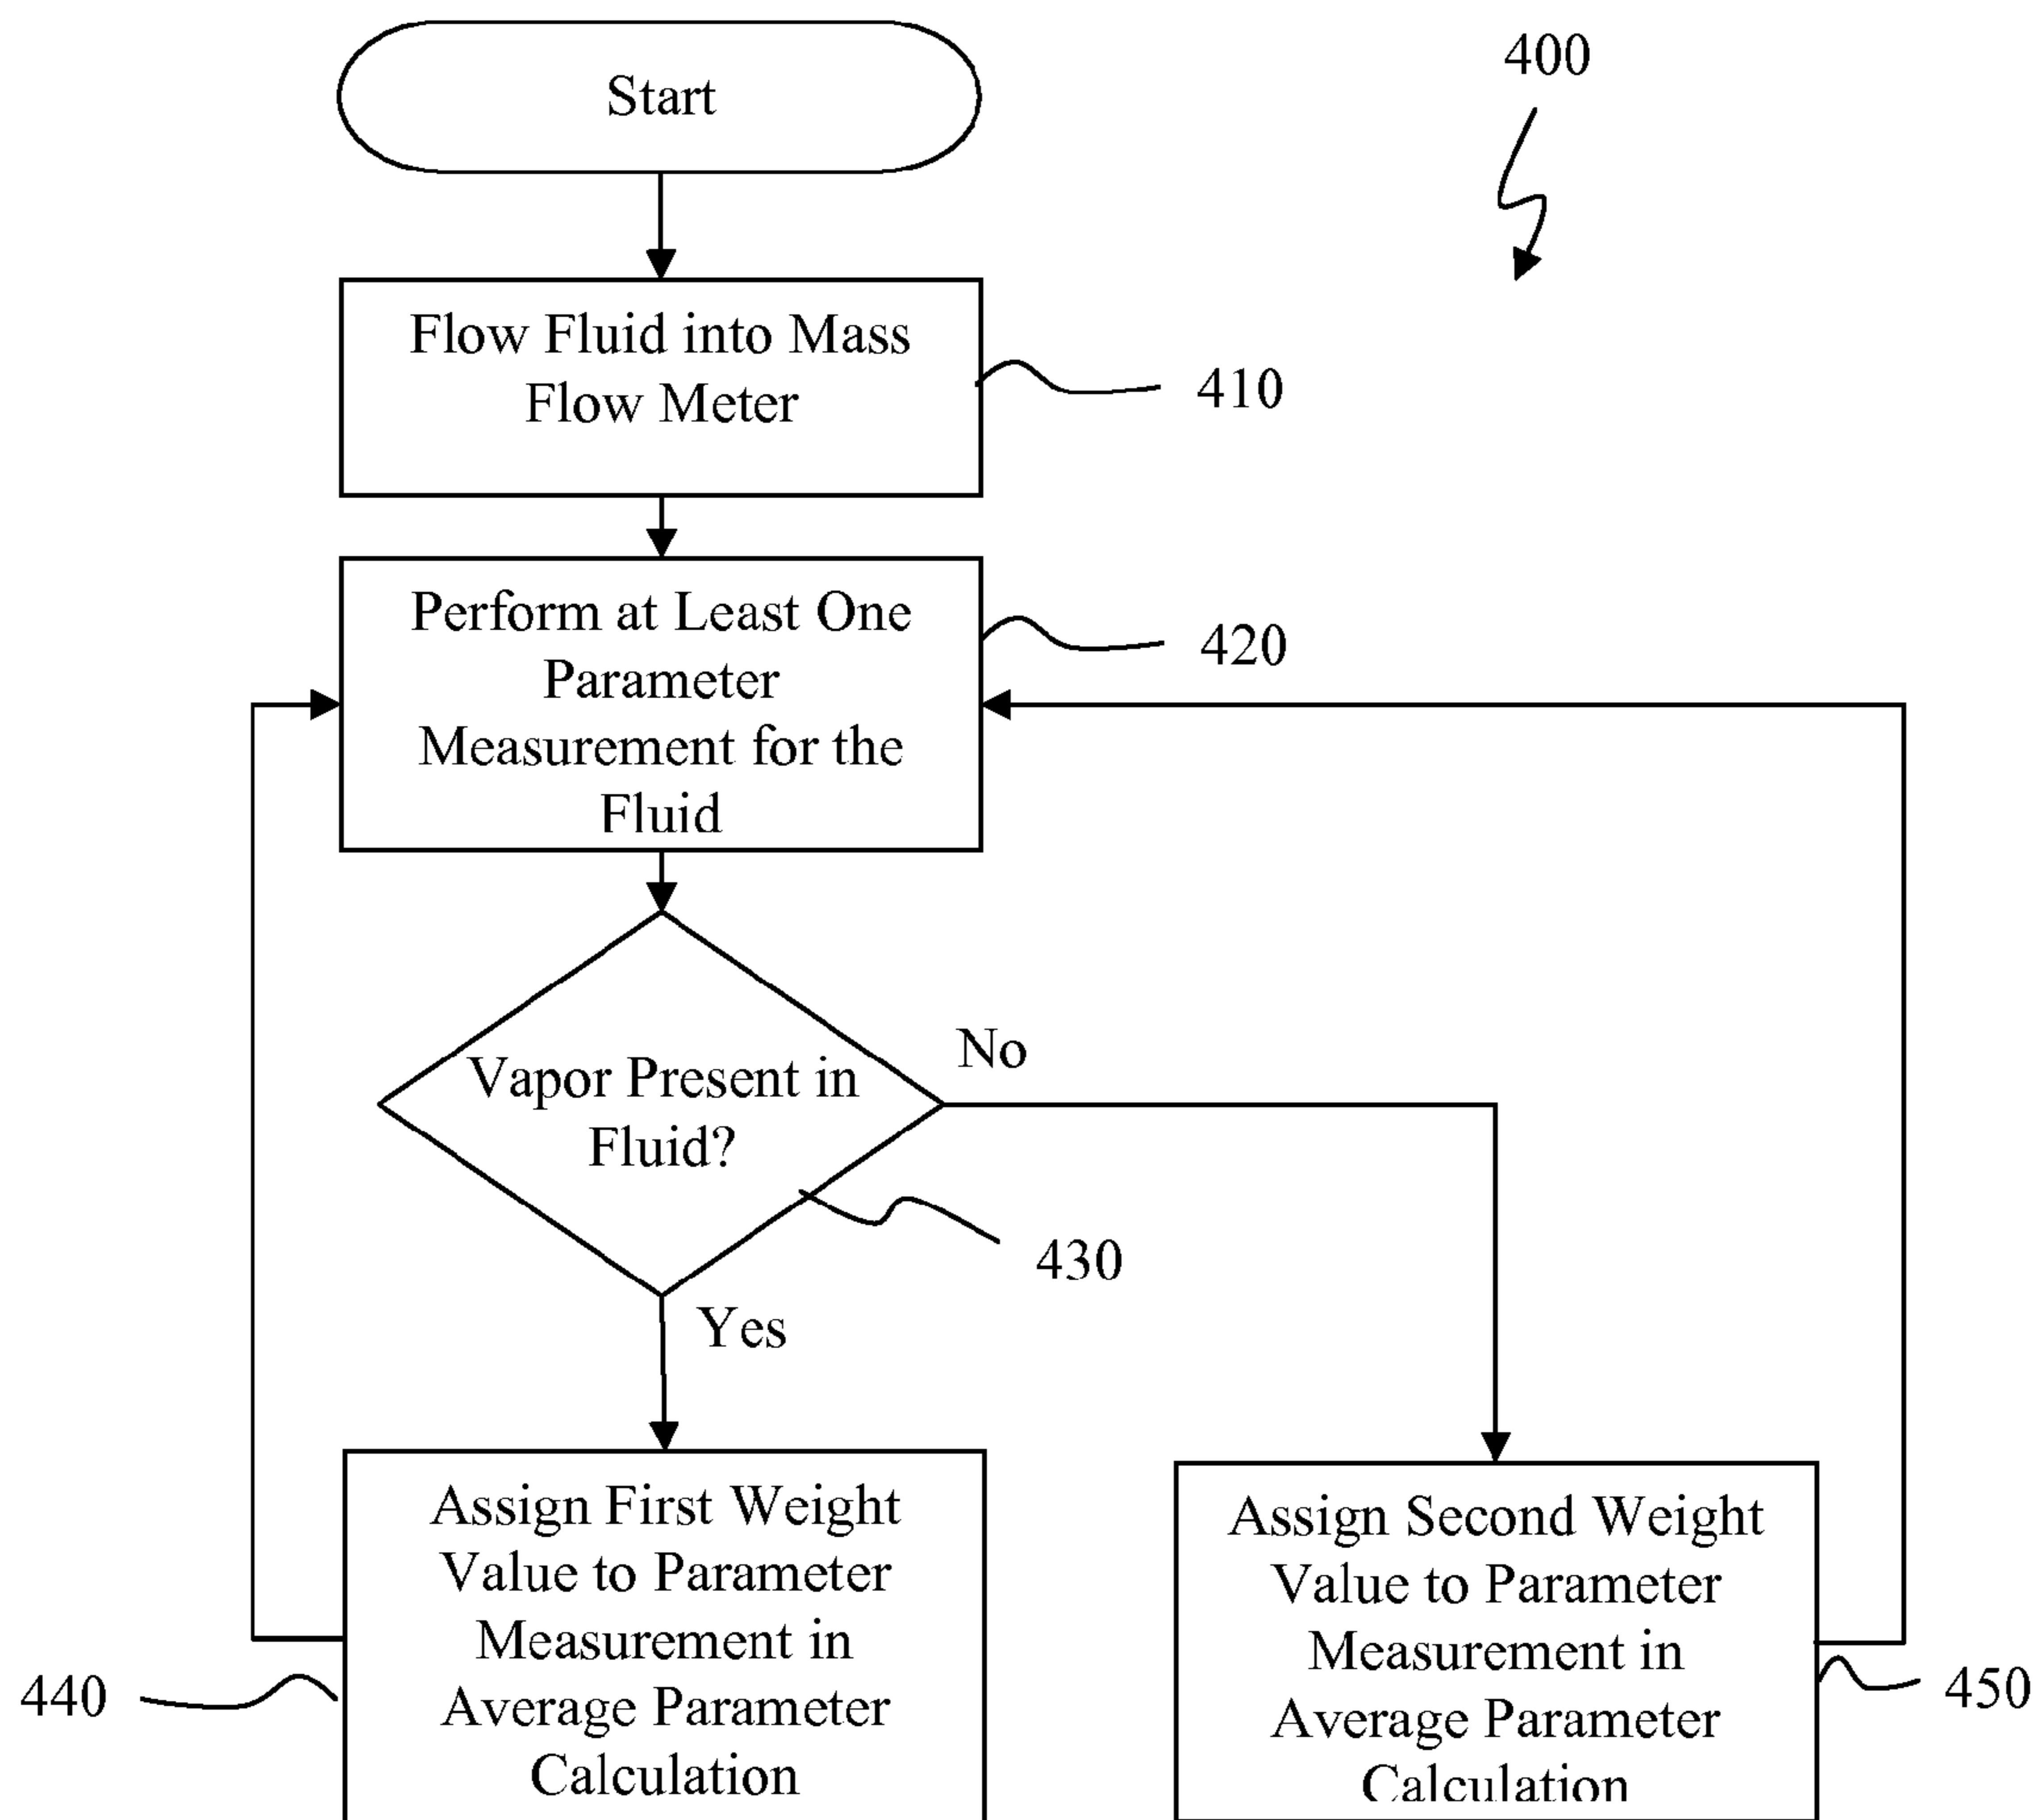 Start
400
Flow Fluid into Mass
Flow Meter
410
Perform at Least One
Parameter
Measurement for the
Fluid
420
Vapor Present in
Fluid?
No
430
Yes
Assign First Weight
Value to Parameter
Measurement in
Average Parameter
Calculation
440
Assign Second Weight
Value to Parameter
Measurement in
Average Parameter
Calculation
450